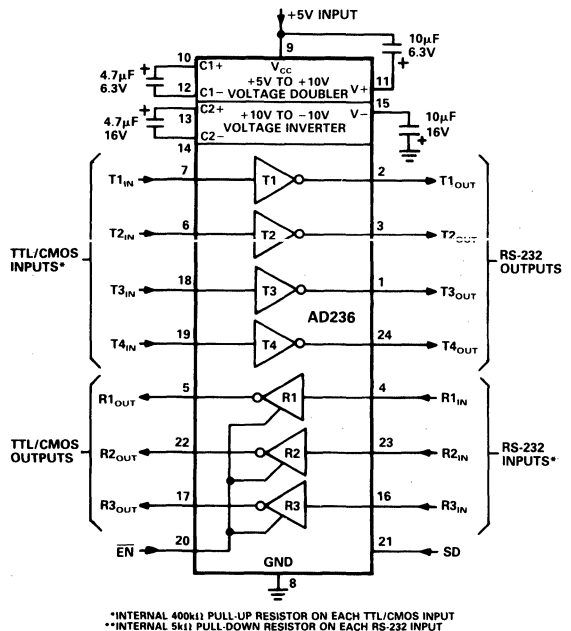 +5V INPUT
10µF
6.3V
9
VCC
10
C1+
4.7µF
6.3V
12
C1−
+5V TO +10V
VOLTAGE DOUBLER
V+
11
C2+
4.7µF
16V
13
C2−
14
+10V TO −10V
VOLTAGE INVERTER
V−
15
10µF
16V
T1IN
7
T1
2
T1OUT
T2IN
6
T2
3
T2OUT
TTL/CMOS
INPUTS*
RS-232
OUTPUTS
T3IN
18
T3
1
T3OUT
AD236
T4IN
19
T4
24
T4OUT
R1OUT
5
R1
4
R1IN
TTL/CMOS
OUTPUTS
R2OUT
22
R2
23
R2IN
RS-232
INPUTS*
R3OUT
17
R3
16
R3IN
EN
20
21
SD
GND
8
*INTERNAL 400kΩ PULL-UP RESISTOR ON EACH TTL/CMOS INPUT
**INTERNAL 5kΩ PULL-DOWN RESISTOR ON EACH RS-232 INPUT